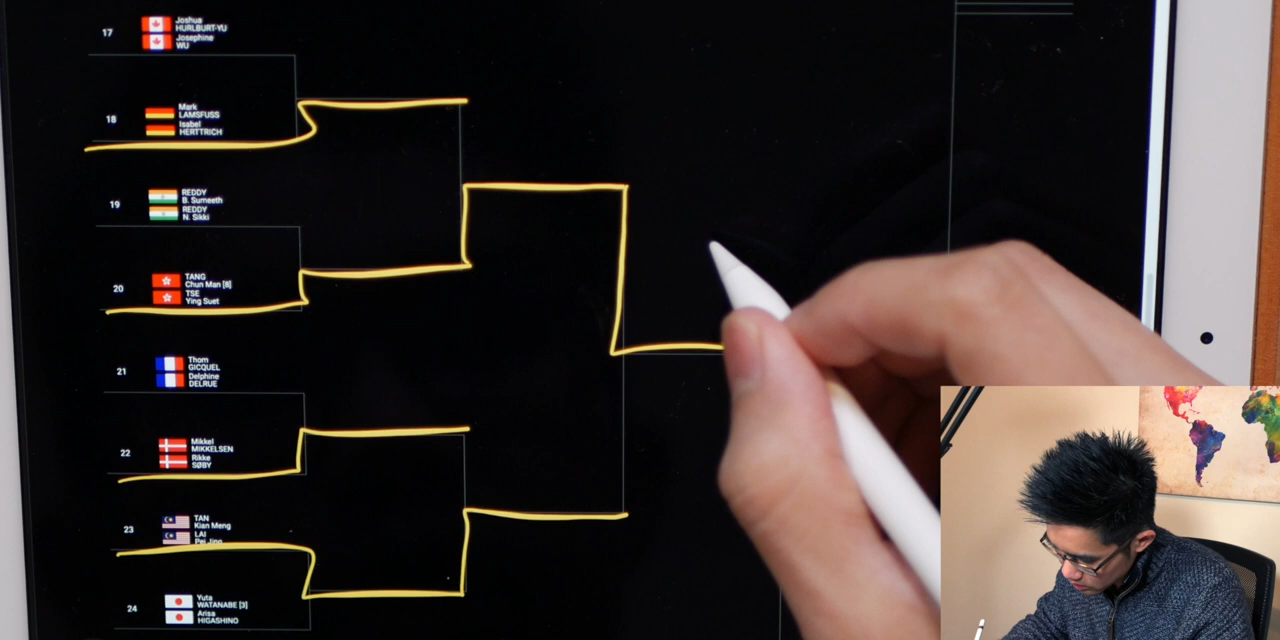 17
Joshua
HURLBURT-YU
Josephine
WU
18
Mark
LAMSFUSS
Isabel
HERTTRICH
19
REDDY
B. Sumeeth
REDDY
N. Sikki
20
TANG
Chun Man [8]
TSE
Ying Suet
21
Thom
GICQUEL
Delphine
DELRUE
22
Mikkel
MIKKELSEN
Rikke
SØBY
23
TAN
Kian Meng
LAI
Pei Jing
24
Yuta
WATANABE [3]
Arisa
HIGASHINO